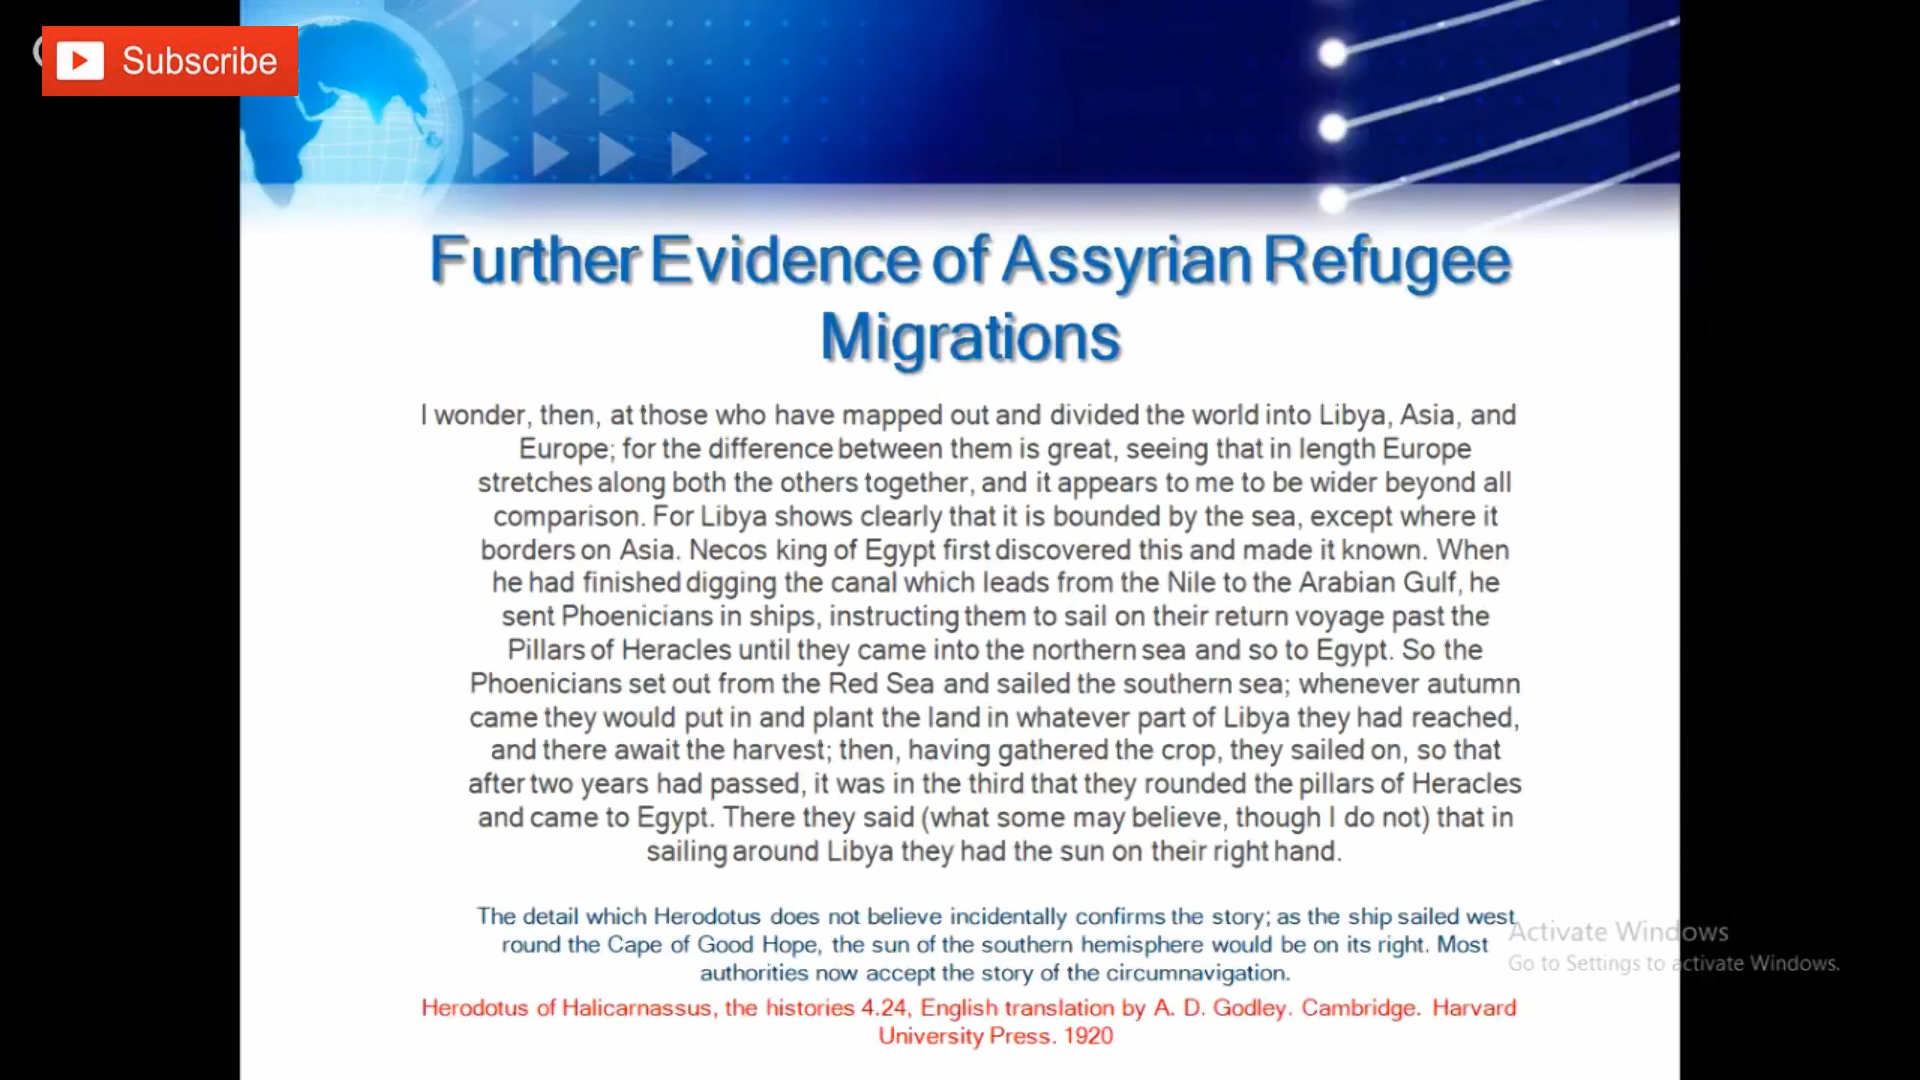 Subscribe
Further Evidence of Assyrian Refugee
Migrations
I wonder, then, at those who have mapped out and divided the world into Libya, Asia, and
Europe; for the difference between them is great, seeing that in length Europe
stretches along both the others together, and it appears to me to be wider beyond all
comparison. For Libya shows clearly that it is bounded by the sea, except where it
borders on Asia. Necos king of Egypt first discovered this and made it known. When
he had finished digging the canal which leads from the Nile to the Arabian Gulf, he
sent Phoenicians in ships, instructing them to sail on their return voyage past the
Pillars of Heracles until they came into the northern sea and so to Egypt. So the
Phoenicians set out from the Red Sea and sailed the southern sea; whenever autumn
came they would put in and plant the land in whatever part of Libya they had reached,
and there await the harvest; then, having gathered the crop, they sailed on, so that
after two years had passed, it was in the third that they rounded the pillars of Heracles
and came to Egypt. There they said (what some may believe, though I do not) that in
sailing around Libya they had the sun on their right hand.
The detail which Herodotus does not believe incidentally confirms the story; as the ship sailed west
round the Cape of Good Hope, the sun of the southern hemisphere would be on its right. Most
authorities now accept the story of the circumnavigation.
Herodotus of Halicarnassus, the histories 4.24, English translation by A. D. Godley. Cambridge. Harvard
University Press. 1920
Activate Windows
Go to Settings to activate Windows.